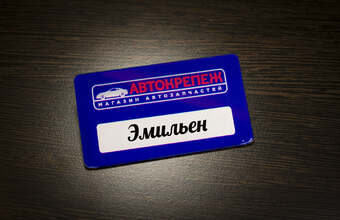 АВТОКРЕПЕЖ
МАГАЗИН АВТОЗАПЧАСТЕЙ
Эмильен